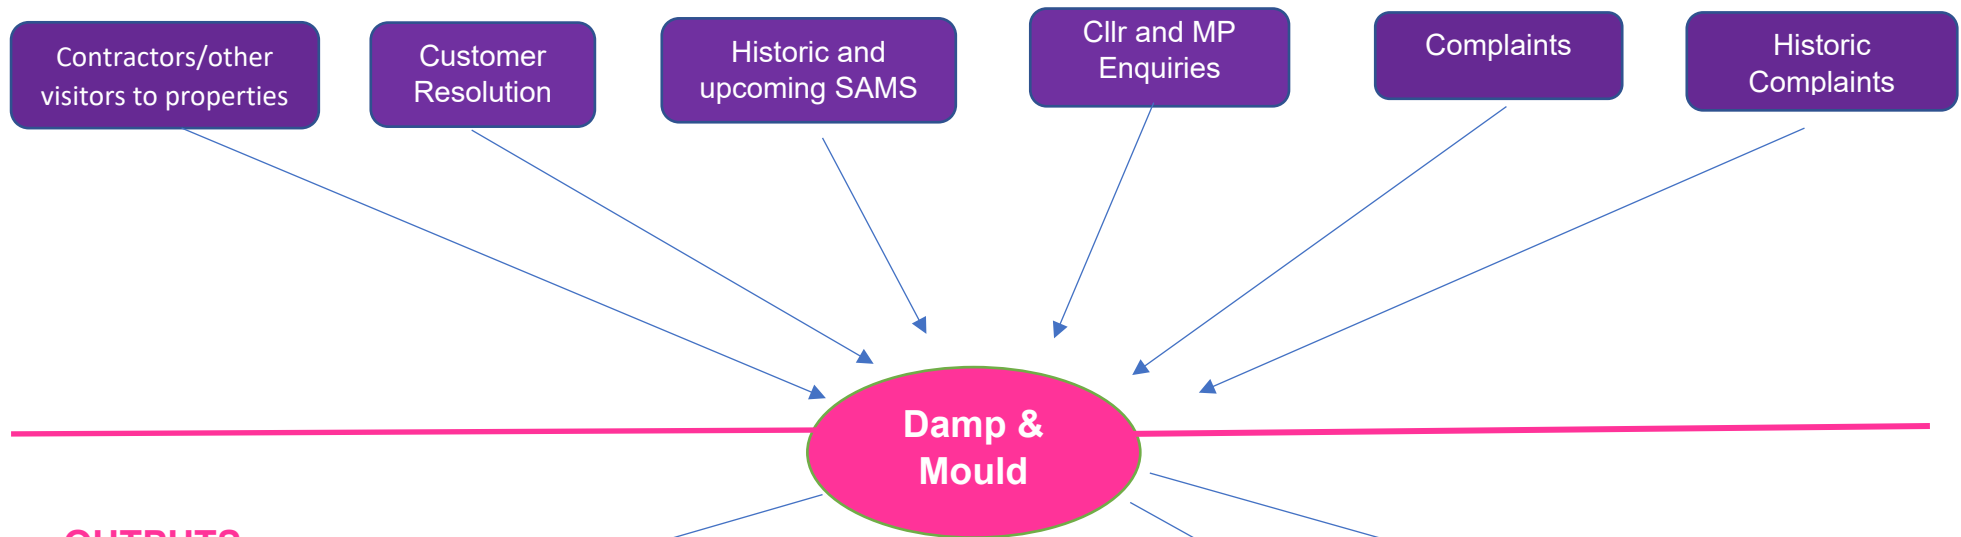 Contractors/other
visitors to properties
Customer
Resolution
Historic and
upcoming SAMS
Cllr and MP
Enquiries
Complaints
Historic
Complaints
Damp &
Mould
OUTPUTS